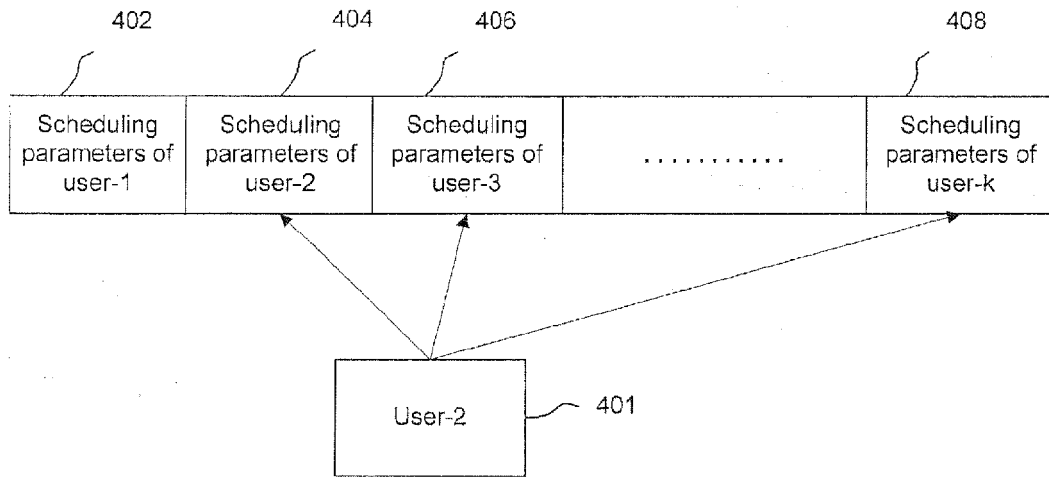 402
404
406
408
Scheduling
parameters of
user-1
Scheduling
parameters of
user-2
Scheduling
parameters of
user-3
...........
Scheduling
parameters of
user-k
User-2
401